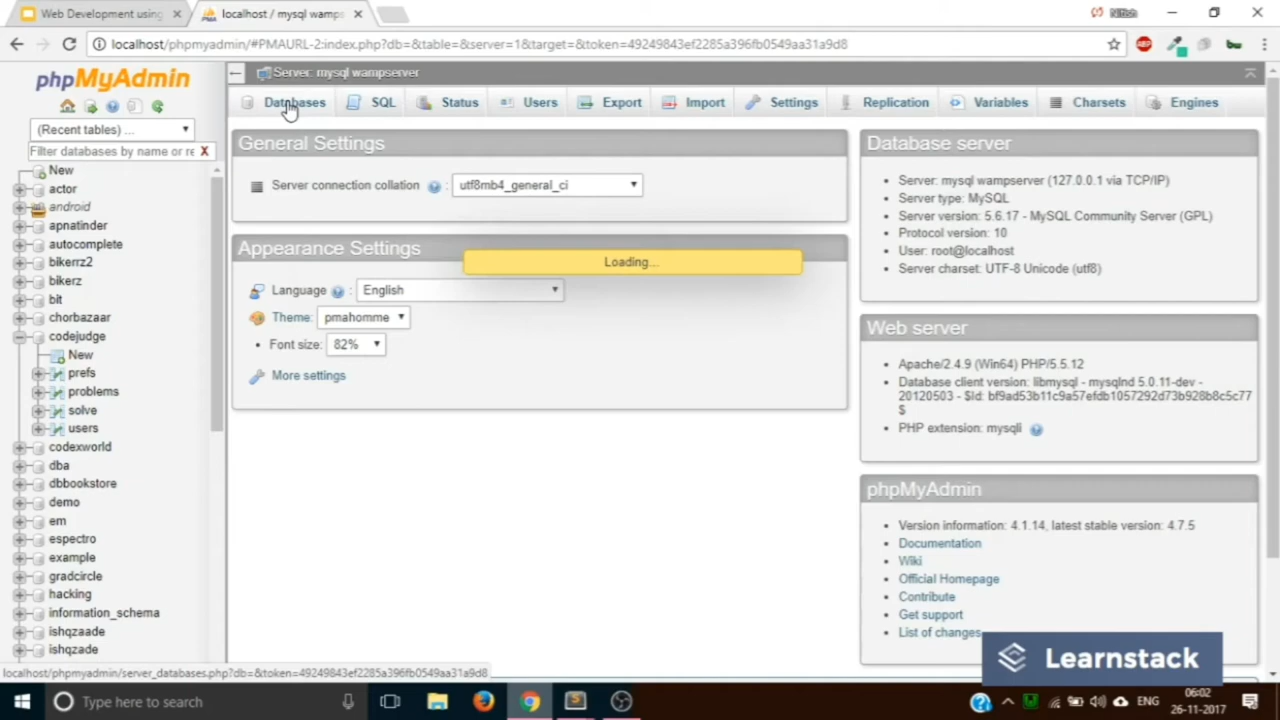 Web Development using
localhost / mysql wamps
Nitish
localhost/phpmyadmin/#PMAURL-2:index.php?db=&table=&server=1&target=&token=49249343ef2285a396fb0549aa31a9d8
ABP
phpMyAdmin
(Recent tables) ...
Filter databases by name or re X
New
actor
android
apnatinder
autocomplete
bikerrz2
bikerz
bit
chorbazaar
codejudge
New
prefs
problems
solve
users
codexworld
dba
dbbookstore
demo
em
espectro
example
gradcircle
hacking
information_schema
ishqzaade
ishqzade
Server: mysql wampserver
Databases SQL Status Users Export Import Settings Replication Variables Charsets Engines
General Settings
Server connection collation : utf8mb4_general_ci
Appearance Settings
Loading...
Language : English
Theme: pmahomme
• Font size: 82%
More settings
Database server
• Server: mysql wampserver (127.0.0.1 via TCP/IP)
• Server type: MySQL
• Server version: 5.6.17 - MySQL Community Server (GPL)
• Protocol version: 10
• User: root@localhost
• Server charset: UTF-8 Unicode (utf8)
Web server
• Apache/2.4.9 (Win64) PHP/5.5.12
• Database client version: libmysql - mysqlnd 5.0.11-dev -
20120503 - $Id: bf9ad53b11c9a57efdb1057292d73b928b8c5c77
$
• PHP extension: mysqli
phpMyAdmin
• Version information: 4.1.14, latest stable version: 4.7.5
• Documentation
• Wiki
• Official Homepage
• Contribute
• Get support
• List of changes
Learnstack
localhost/phpmyadmin/server_databases.php?db=&token=49249343ef2285a396fb0549aa31a9d8
Type here to search
ENG
06:02
26-11-2017